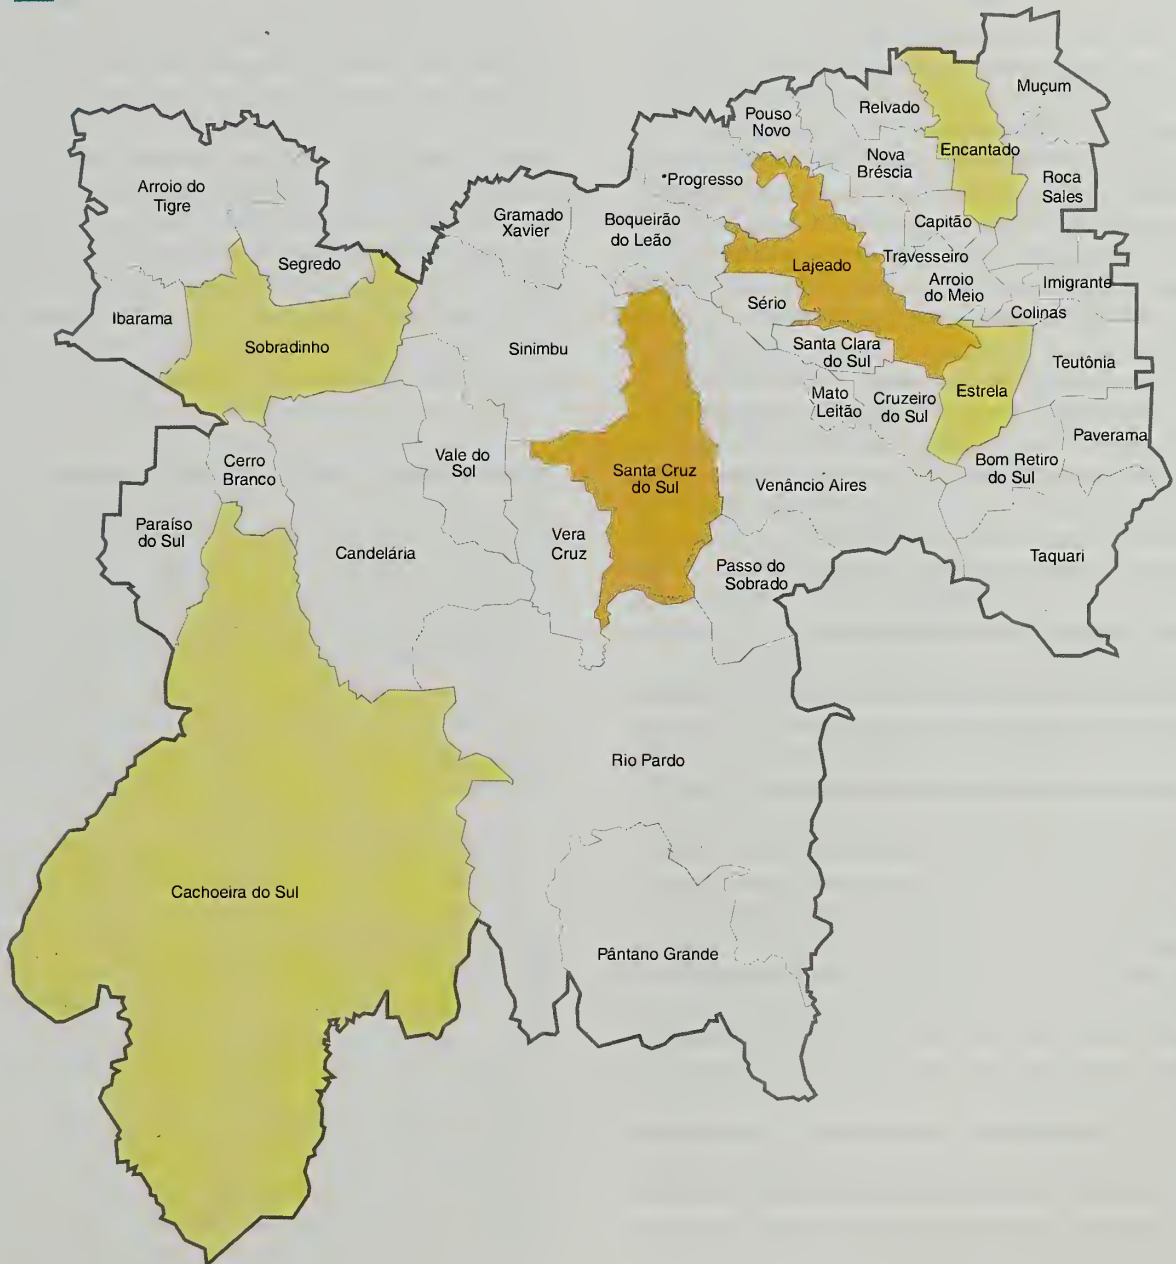 Muçum
Relvado
Pouso
Novo
Encantado
Nova
Bréscia
Roca
Sales
Progresso
Arroio do
Tigre
Gramado
Xavier
Boqueirão
do Leão
Capitão
Travesseiro
Segredo
Lajeado
Arroio
do Meio
Imigrante
Sério
Colinas
Ibarama
Sobradinho
Sinimbu
Santa Clara
do Sul
Teutônia
Mato
Leitão
Cruzeiro
do Sul
Estrela
Paverama
Cerro
Branco
Vale do
Sol
Santa Cruz
do Sul
Bom Retiro
do Sul
Venâncio Aires
Paraíso
do Sul
Vera
Cruz
Candelária
Passo do
Sobrado
Taquari
Rio Pardo
Cachoeira do Sul
Pântano Grande